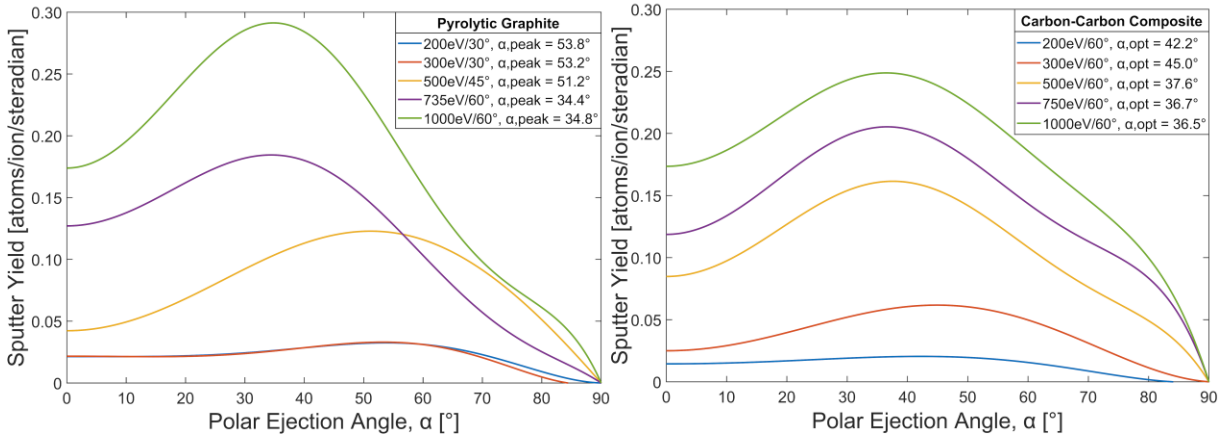 Pyrolytic Graphite
200eV/30°, α,peak = 53.8°
300eV/30°, α,peak = 53.2°
500eV/45°, α,peak = 51.2°
735eV/60°, α,peak = 34.4°
1000eV/60°, α,peak = 34.8°
0.30
0.25
0.20
0.15
0.10
0.05
0
Sputter Yield [atoms/ion/steradian]
0 10 20 30 40 50 60 70 80 90
Polar Ejection Angle, α [°]
Carbon-Carbon Composite
200eV/60°, α,opt = 42.2°
300eV/60°, α,opt = 45.0°
500eV/60°, α,opt = 37.6°
750eV/60°, α,opt = 36.7°
1000eV/60°, α,opt = 36.5°
0.30
0.25
0.20
0.15
0.10
0.05
0
Sputter Yield [atoms/ion/steradian]
0 10 20 30 40 50 60 70 80 90
Polar Ejection Angle, α [°]